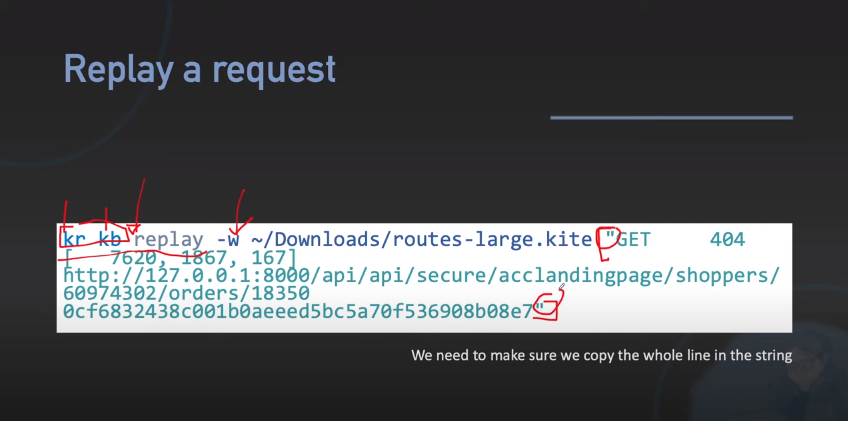 Replay a request
kr kb replay -w ~/Downloads/routes-large.kite "GET     404
[   7620, 1867, 167]
http://127.0.0.1:8000/api/api/secure/acclandingpage/shoppers/
60974302/orders/18350
0cf6832438c001b0aeeed5bc5a70f536908b08e7"
We need to make sure we copy the whole line in the string